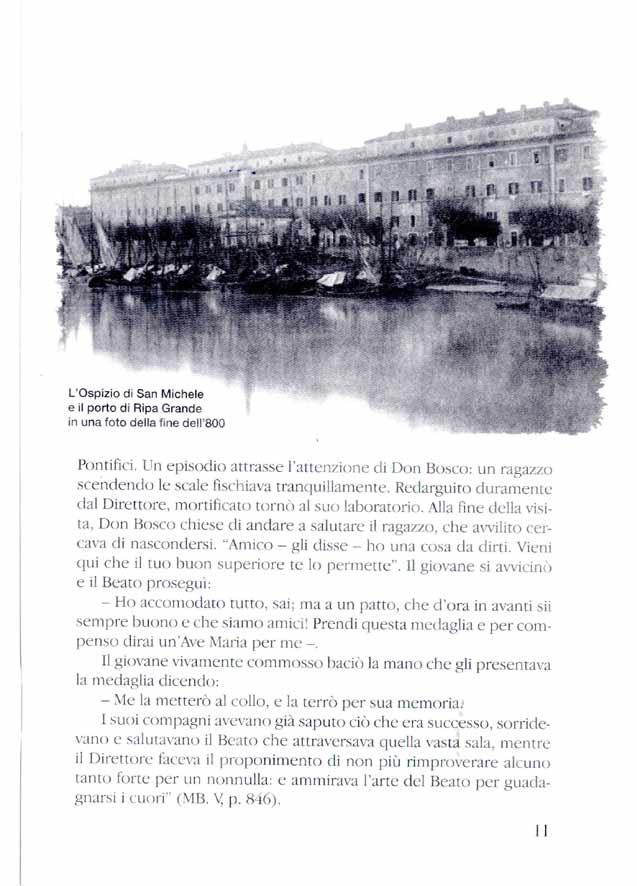 L'Ospizio di San Michele
e il porto di Ripa Grande
in una foto della fine dell'800
Pontifici. Un episodio attrasse l'attenzione di Don Bosco: un ragazzo
scendendo le scale fischiava tranquillamente. Redarguito duramente
dal Direttore, mortificato tornò al suo laboratorio. Alla fine della visi-
ta, Don Bosco chiese di andare a salutare il ragazzo, che avvilito cer-
cava di nascondersi. “Amico – gli disse – ho una cosa da dirti. Vieni
qui che il tuo buon superiore te lo permette”. Il giovane si avvicinò
e il Beato proseguì:
– Ho accomodato tutto, sai; ma a un patto, che d'ora in avanti sii
sempre buono e che siamo amici! Prendi questa medaglia e per com-
penso dirai un'Ave Maria per me –.
Il giovane vivamente commosso baciò la mano che gli presentava
la medaglia dicendo:
– Me la metterò al collo, e la terrò per sua memoria.
I suoi compagni avevano già saputo ciò che era successo, sorride-
vano e salutavano il Beato che attraversava quella vasta sala, mentre
il Direttore faceva il proponimento di non più rimproverare alcuno
tanto forte per un nonnulla: e ammirava l'arte del Beato per guada-
gnarsi i cuori” (MB. V, p. 846).
11